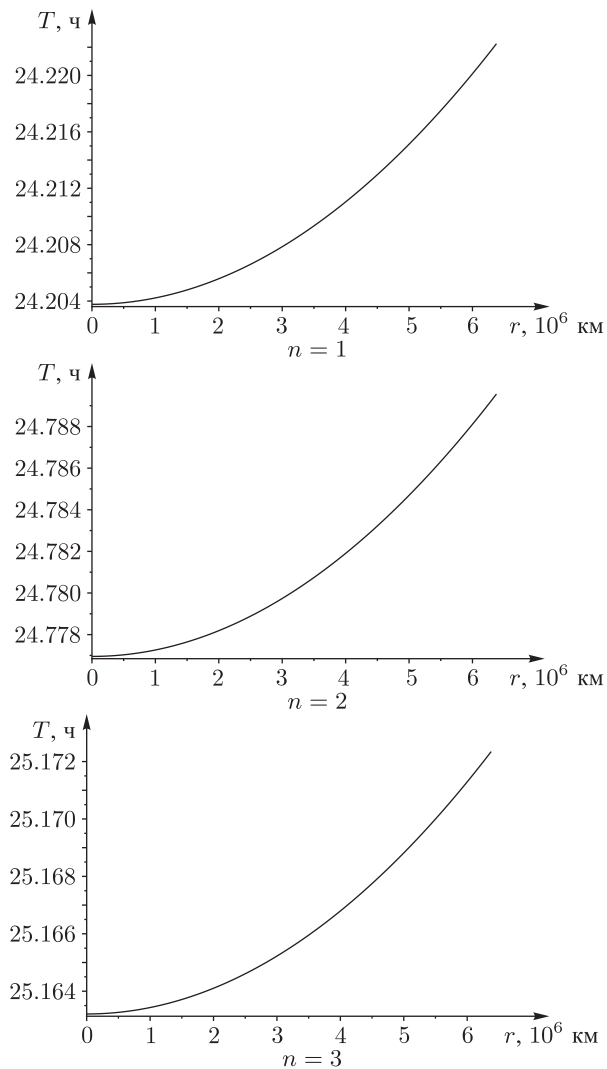 T, ч
24.220
24.216
24.212
24.208
24.204
0 1 2 3 4 5 6 r, 10⁶ км
n = 1
T, ч
24.788
24.786
24.784
24.782
24.780
24.778
0 1 2 3 4 5 6 r, 10⁶ км
n = 2
T, ч
25.172
25.170
25.168
25.166
25.164
0 1 2 3 4 5 6 r, 10⁶ км
n = 3